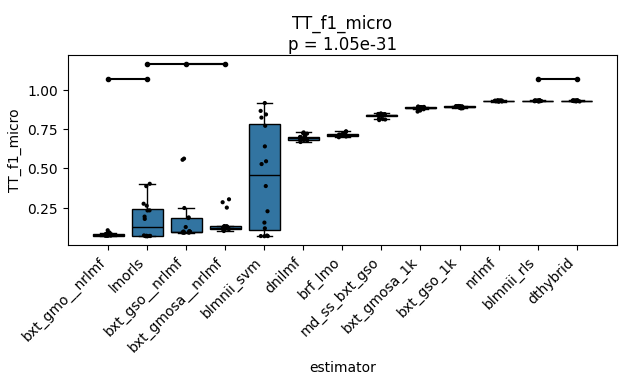 TT_f1_micro
p = 1.05e-31
TT_f1_micro
1.00
0.75
0.50
0.25
bxt_gmo__nrlmf
lmorls
bxt_gso__nrlmf
bxt_gmosa__nrlmf
blmnii_svm
dnilmf
brf_lmo
md_ss_bxt_gso
bxt_gmosa_1k
bxt_gso_1k
nrlmf
blmnii_rls
dthybrid
estimator